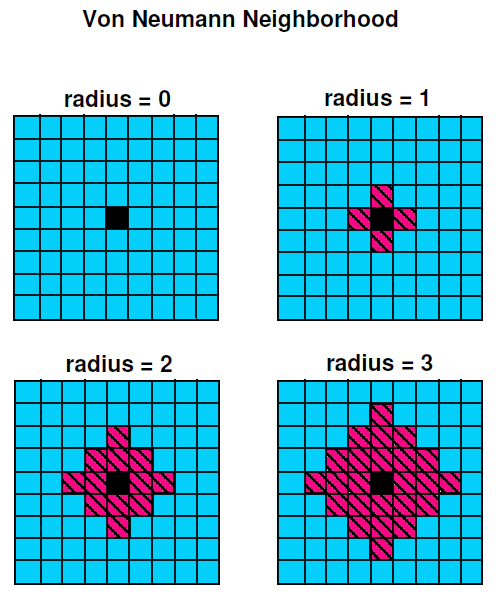 Von Neumann Neighborhood
radius = 0
radius = 1
radius = 2
radius = 3